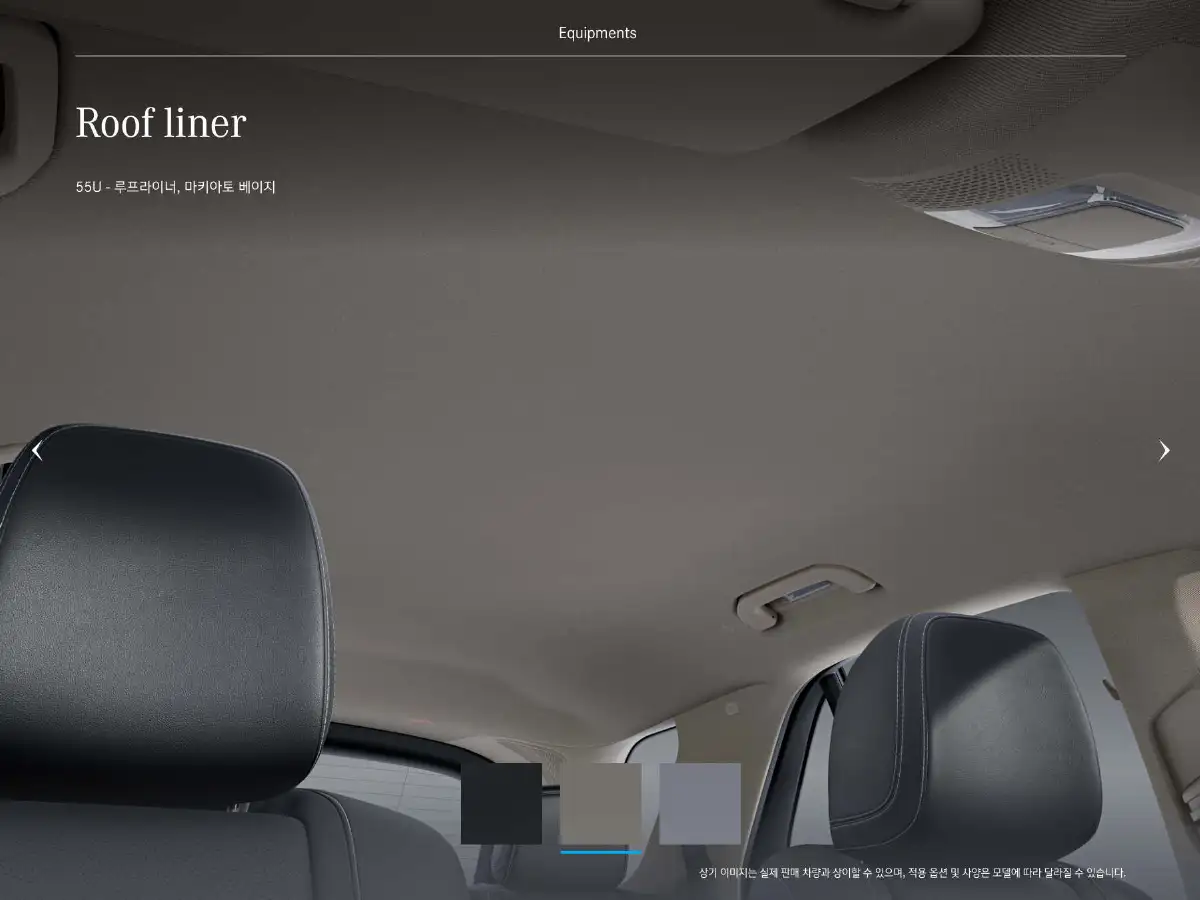 Equipments
Roof liner
55U - 루프라이너, 마키아토 베이지
상기 이미지는 실제 판매 차량과 상이할 수 있으며, 적용 옵션 및 사양은 모델에 따라 달라질 수 있습니다.